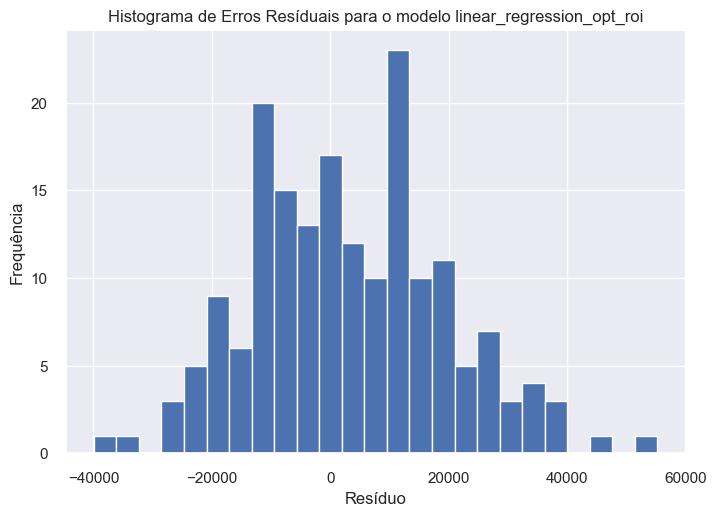 Histograma de Erros Resíduais para o modelo linear_regression_opt_roi
20
15
10
5
0
Frequência
−40000 −20000 0 20000 40000 60000
Resíduo